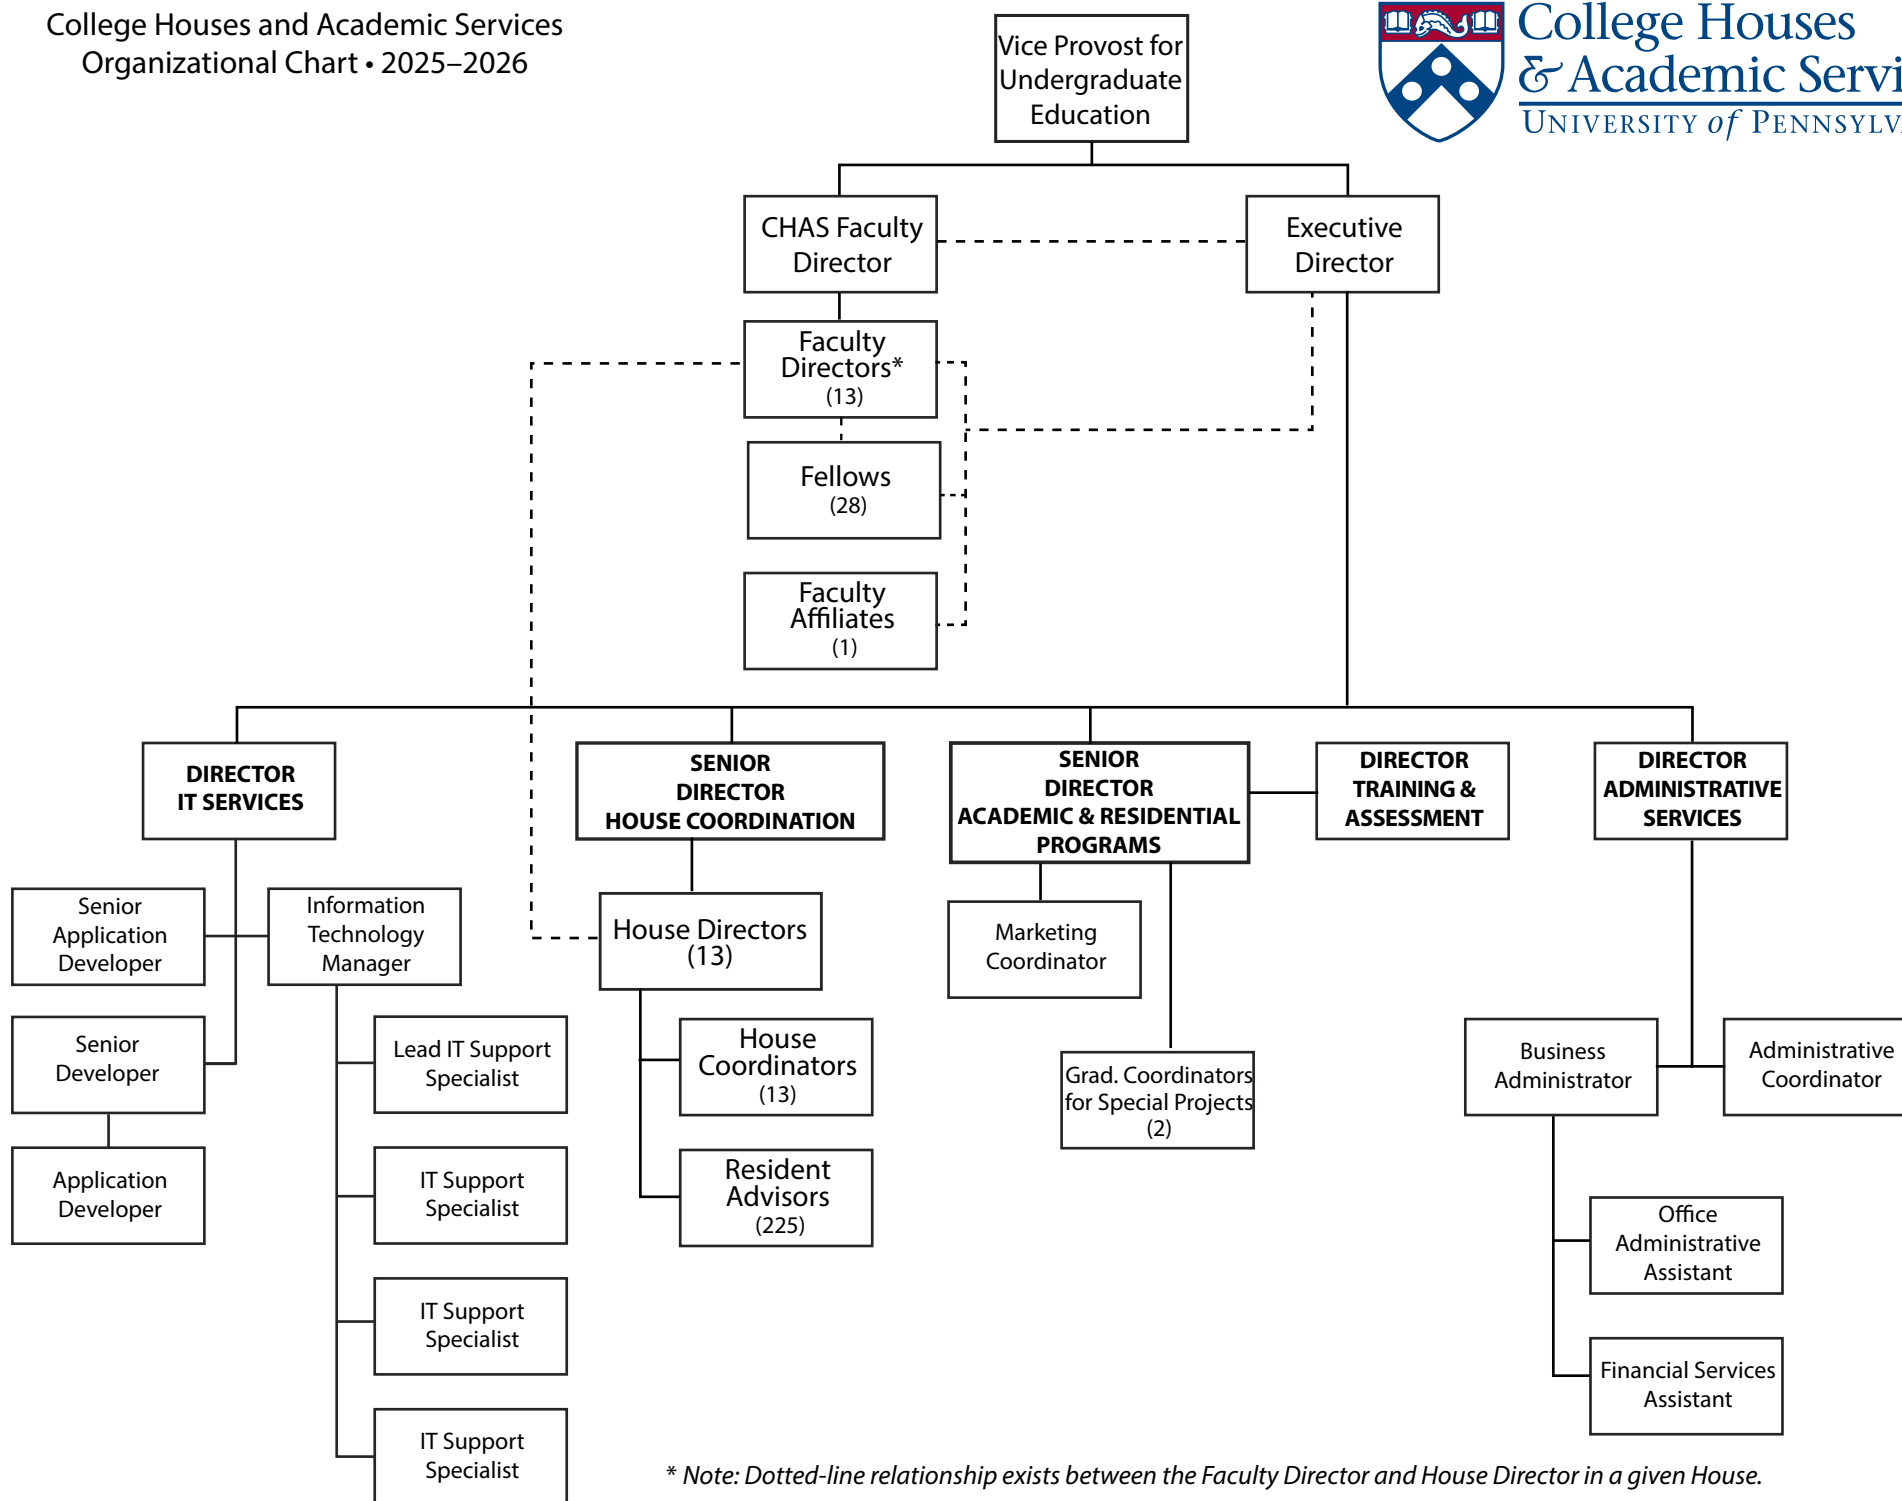 College Houses and Academic Services
Organizational Chart • 2025–2026
College Houses
& Academic Servi
UNIVERSITY of PENNSYLVA
Vice Provost for
Undergraduate
Education
CHAS Faculty
Director
Executive
Director
Faculty
Directors*
(13)
Fellows
(28)
Faculty
Affiliates
(1)
DIRECTOR
IT SERVICES
SENIOR
DIRECTOR
HOUSE COORDINATION
SENIOR
DIRECTOR
ACADEMIC & RESIDENTIAL
PROGRAMS
DIRECTOR
TRAINING &
ASSESSMENT
DIRECTOR
ADMINISTRATIVE
SERVICES
Senior
Application
Developer
Information
Technology
Manager
House Directors
(13)
Marketing
Coordinator
Senior
Developer
Lead IT Support
Specialist
House
Coordinators
(13)
Grad. Coordinators
for Special Projects
(2)
Business
Administrator
Administrative
Coordinator
Application
Developer
IT Support
Specialist
Resident
Advisors
(225)
Office
Administrative
Assistant
IT Support
Specialist
Financial Services
Assistant
IT Support
Specialist
* Note: Dotted-line relationship exists between the Faculty Director and House Director in a given House.